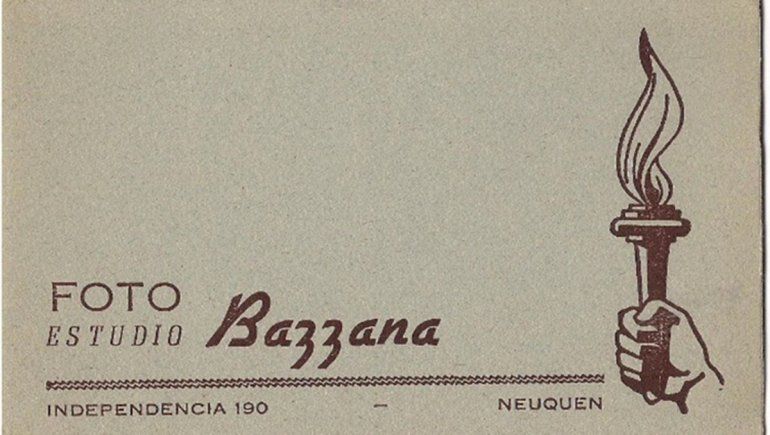 FOTO
ESTUDIO Bazzana
INDEPENDENCIA 190 — NEUQUEN